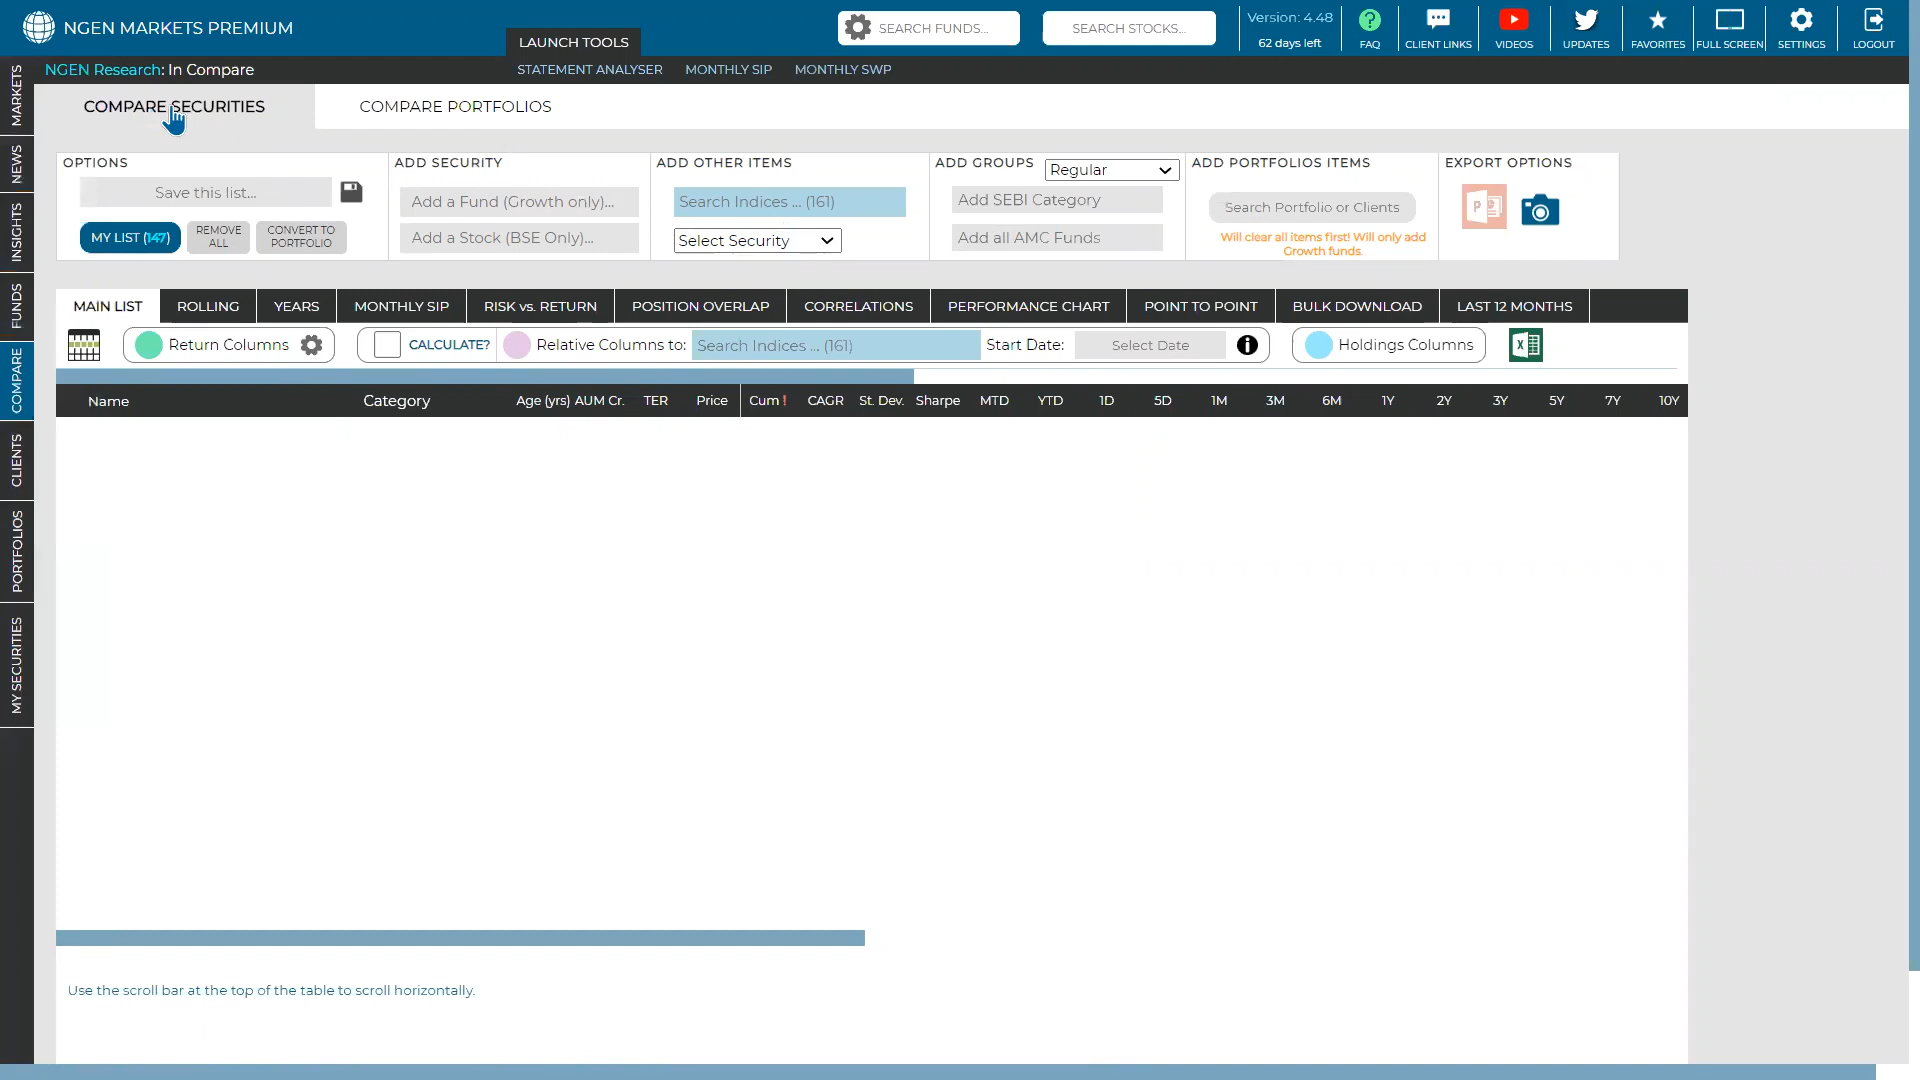 NGEN MARKETS PREMIUM
LAUNCH TOOLS
SEARCH FUNDS...
SEARCH STOCKS...
Version: 4.48
62 days left
FAQ
CLIENT LINKS
VIDEOS
UPDATES
FAVORITES
FULL SCREEN
SETTINGS
LOGOUT
NGEN Research: In Compare
STATEMENT ANALYSER
MONTHLY SIP
MONTHLY SWP
MARKETS
NEWS
INSIGHTS
FUNDS
COMPARE
CLIENTS
PORTFOLIOS
MY SECURITIES
COMPARE SECURITIES
COMPARE PORTFOLIOS
OPTIONS
Save this list...
MY LIST (147)
REMOVE
ALL
CONVERT TO
PORTFOLIO
ADD SECURITY
Add a Fund (Growth only)...
Add a Stock (BSE Only)...
ADD OTHER ITEMS
Search Indices ... (161)
Select Security
ADD GROUPS
Regular
Add SEBI Category
Add all AMC Funds
ADD PORTFOLIOS ITEMS
Search Portfolio or Clients
Will clear all items first! Will only add
Growth funds.
EXPORT OPTIONS
P
MAIN LIST
ROLLING
YEARS
MONTHLY SIP
RISK vs. RETURN
POSITION OVERLAP
CORRELATIONS
PERFORMANCE CHART
POINT TO POINT
BULK DOWNLOAD
LAST 12 MONTHS
Return Columns
CALCULATE?
Relative Columns to:
Search Indices ... (161)
Start Date:
Select Date
Holdings Columns
X
Name
Category
Age (yrs)
AUM Cr.
TER
Price
Cum !
CAGR
St. Dev.
Sharpe
MTD
YTD
1D
5D
1M
3M
6M
1Y
2Y
3Y
5Y
7Y
10Y
Use the scroll bar at the top of the table to scroll horizontally.